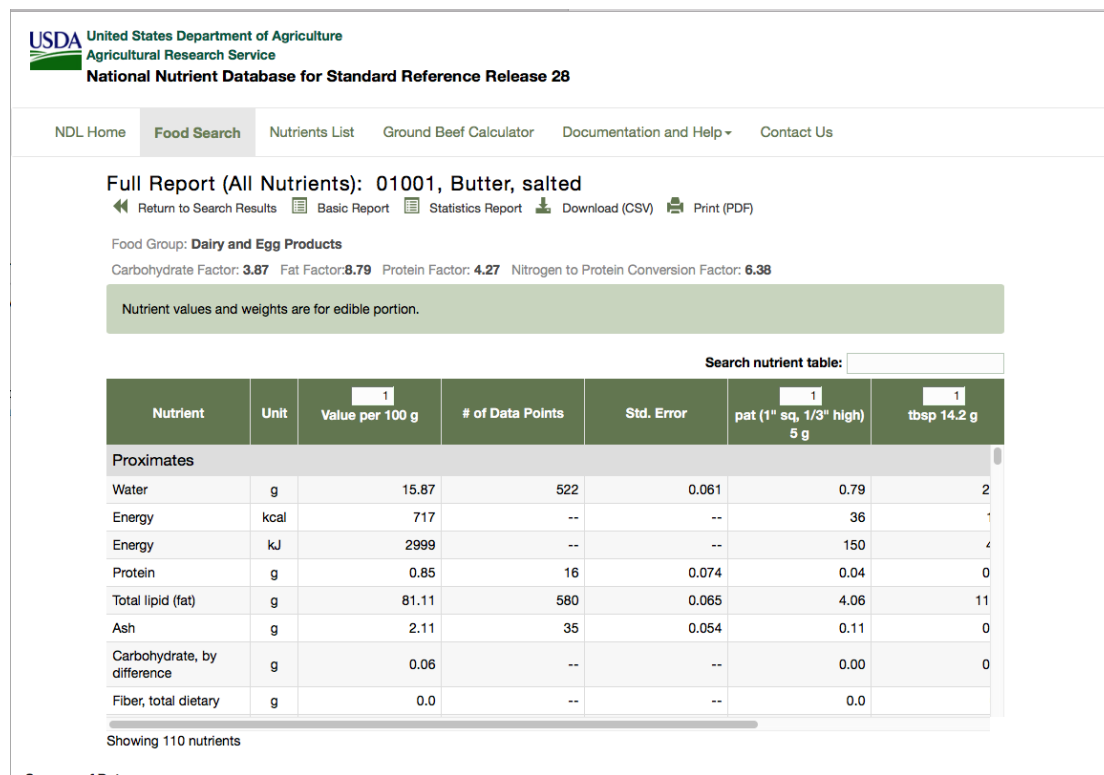 USDA United States Department of Agriculture
Agricultural Research Service
National Nutrient Database for Standard Reference Release 28
NDL Home Food Search Nutrients List Ground Beef Calculator Documentation and Help Contact Us
Full Report (All Nutrients): 01001, Butter, salted
Return to Search Results Basic Report Statistics Report Download (CSV) Print (PDF)
Food Group: Dairy and Egg Products
Carbohydrate Factor: 3.87 Fat Factor:8.79 Protein Factor: 4.27 Nitrogen to Protein Conversion Factor: 6.38
Nutrient values and weights are for edible portion.
Search nutrient table:
Nutrient Unit 1 Value per 100 g # of Data Points Std. Error 1 pat (1" sq, 1/3" high) 5 g 1 tbsp 14.2 g
Proximates
Water g 15.87 522 0.061 0.79 2
Energy kcal 717 -- -- 36
Energy kJ 2999 -- -- 150
Protein g 0.85 16 0.074 0.04 0
Total lipid (fat) g 81.11 580 0.065 4.06 11
Ash g 2.11 35 0.054 0.11 0
Carbohydrate, by difference g 0.06 -- -- 0.00 0
Fiber, total dietary g 0.0 -- -- 0.0
Showing 110 nutrients